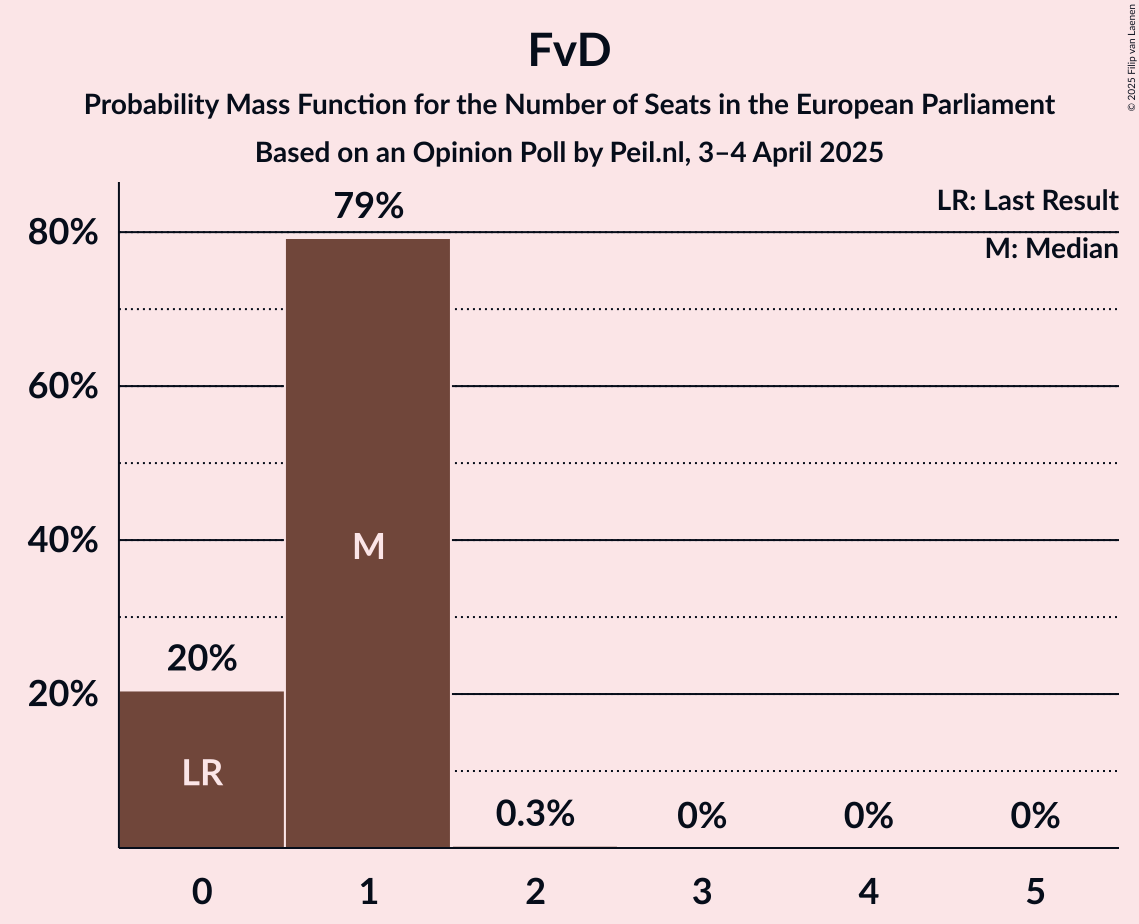 FvD
Probability Mass Function for the Number of Seats in the European Parliament
Based on an Opinion Poll by Peil.nl, 3–4 April 2025
© 2025 Filip van Laenen
LR: Last Result
M: Median
80%
60%
40%
20%
79%
20%
0.3%
0%
0%
0%
M
LR
0
1
2
3
4
5